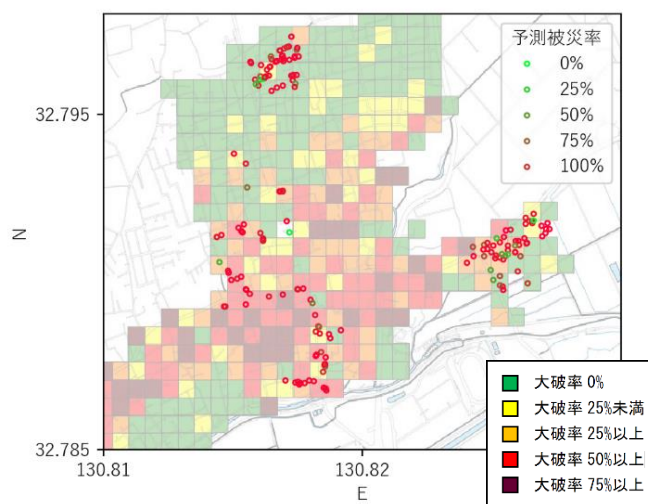 予測被災率
0%
25%
50%
75%
100%
32.795
N
32.785
130.81
130.82
E
大破率 0%
大破率 25%未満
大破率 25%以上
大破率 50%以上
大破率 75%以上